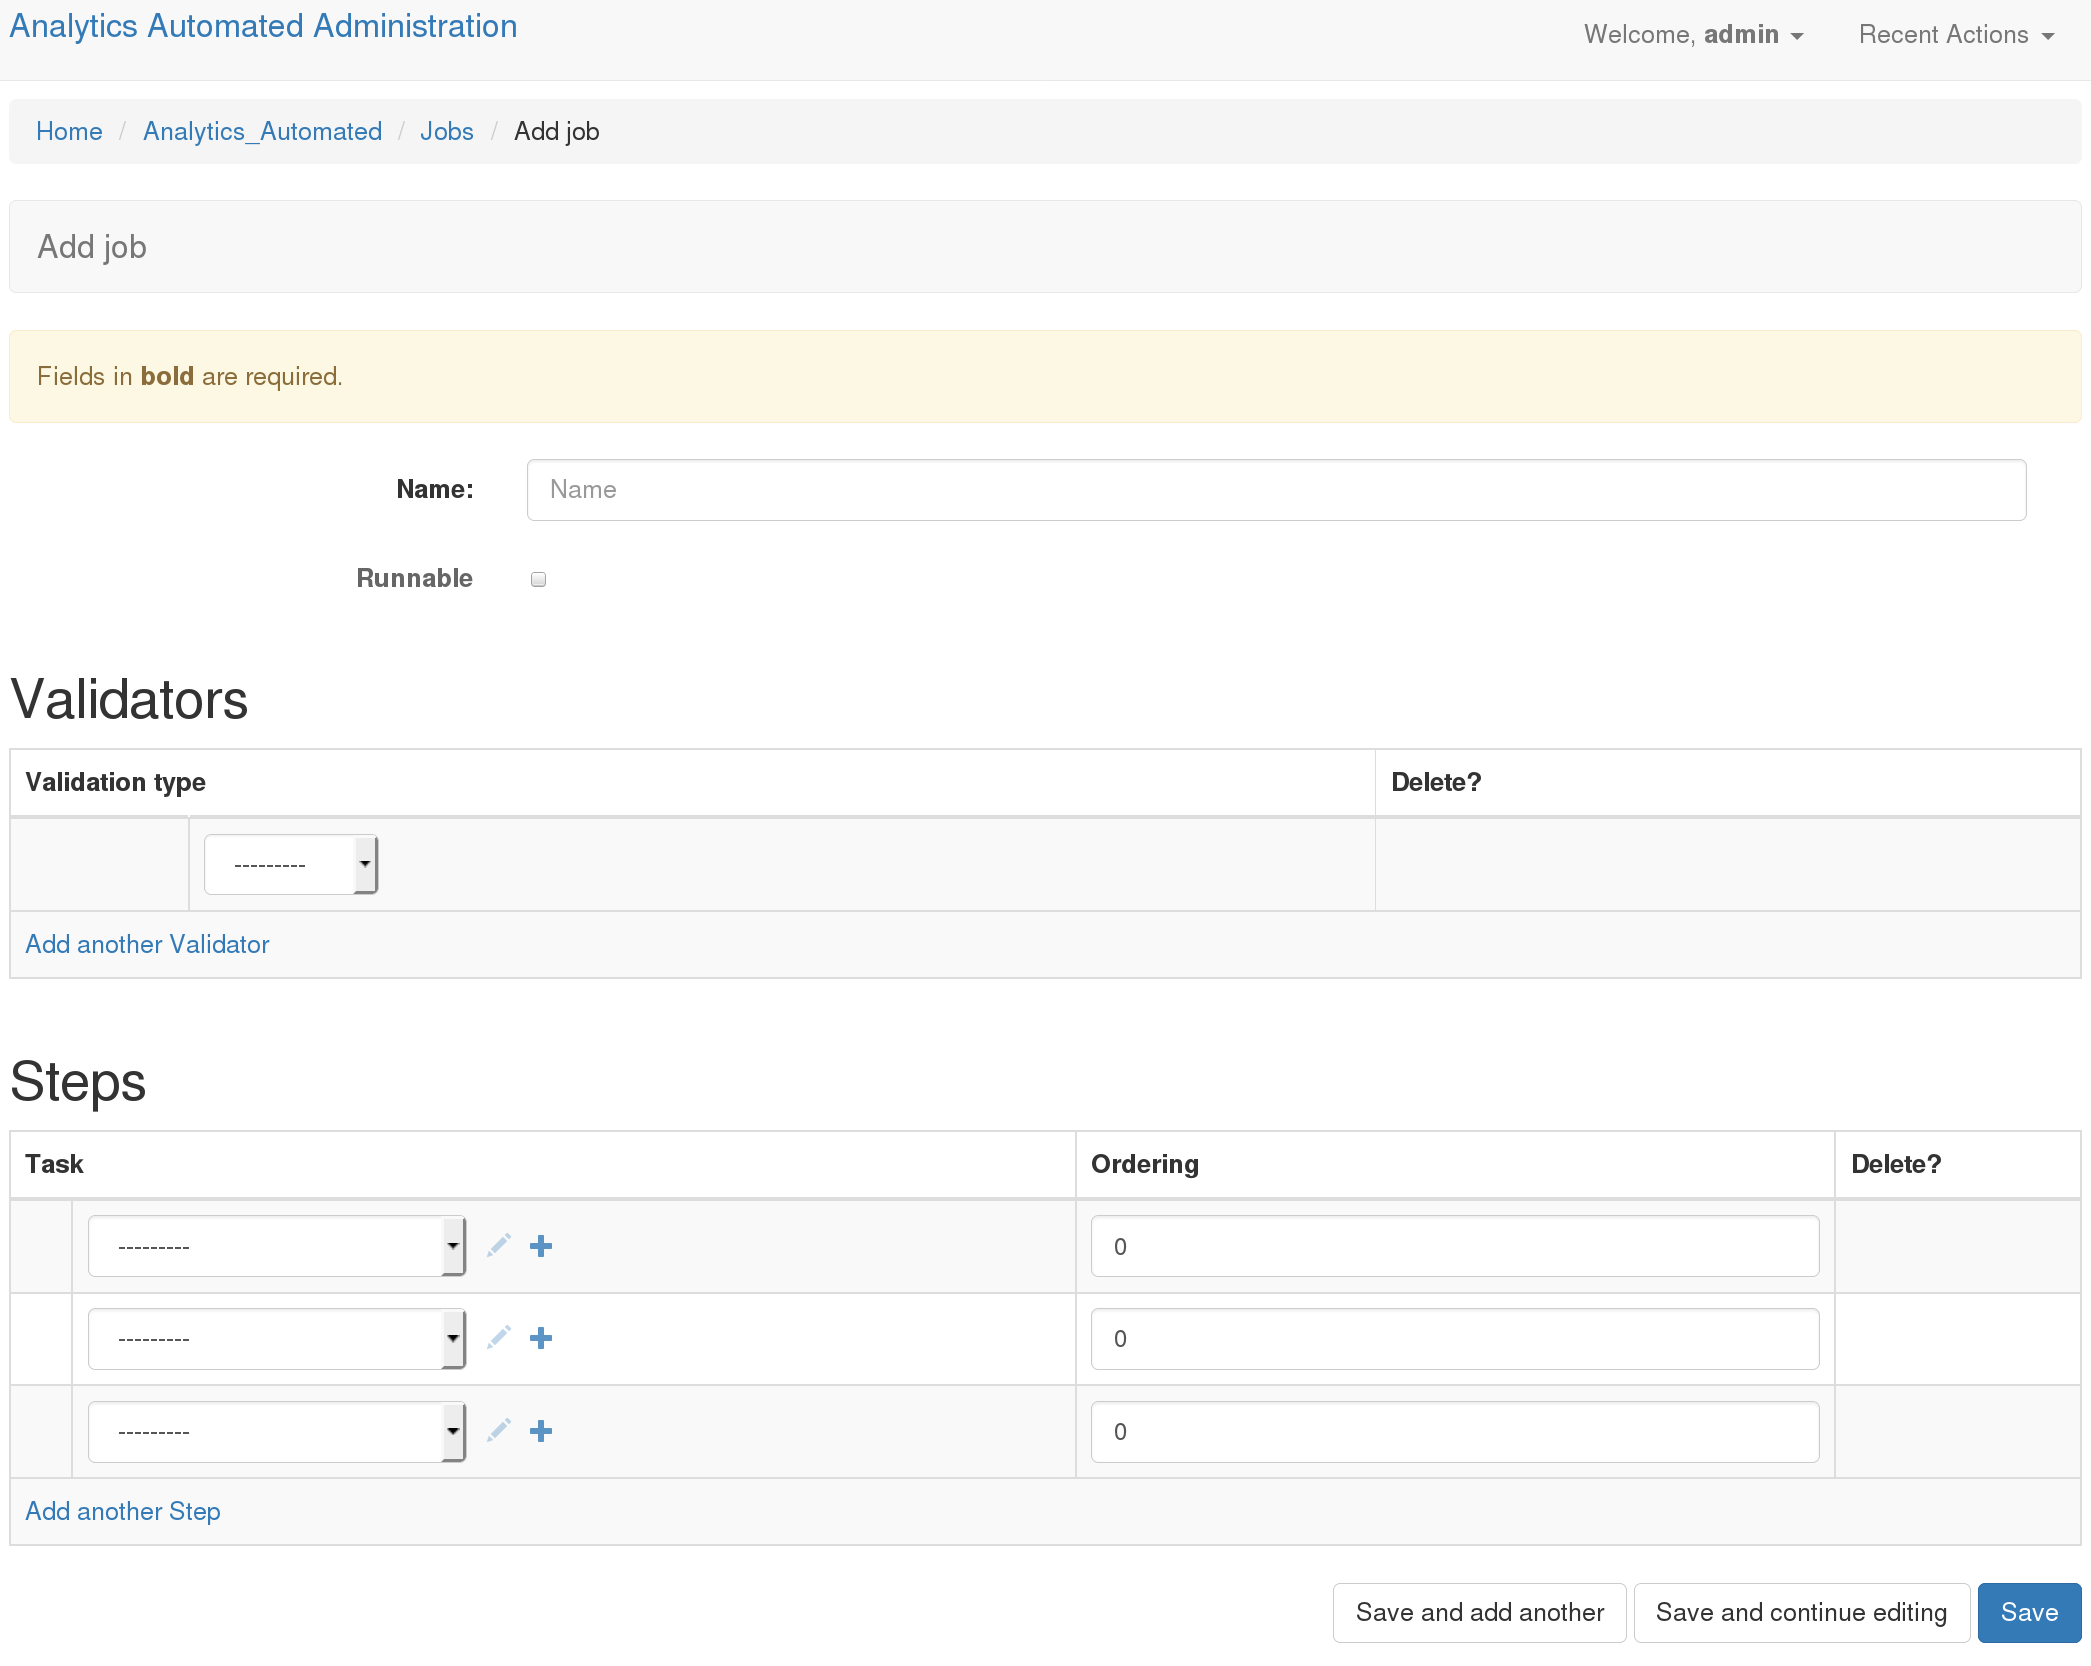 Analytics Automated Administration
Welcome, admin
Recent Actions
Home / Analytics_Automated / Jobs / Add job
Add job
Fields in bold are required.
Name:
Name
Runnable
Validators
Validation type
Delete?
---------
Add another Validator
Steps
Task
Ordering
Delete?
---------
0
---------
0
---------
0
Add another Step
Save and add another
Save and continue editing
Save